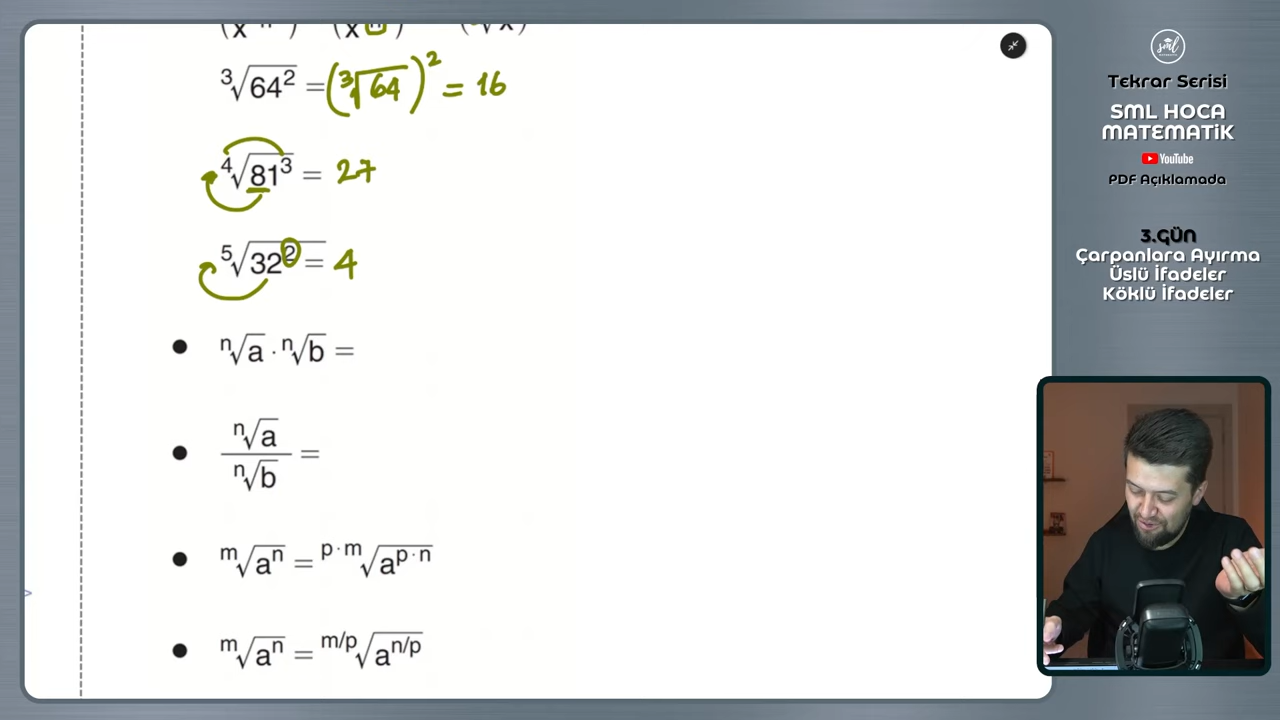 (x ) (x n ) ( √x)
³√64² = (³√64)² = 16
⁴√81³ = 27
⁵√32² = 4
● ⁿ√a · ⁿ√b =
● ⁿ√a / ⁿ√b =
● ᵐ√aⁿ = ᵖ·ᵐ√aᵖ·ⁿ
● ᵐ√aⁿ = ᵐ/ᵖ√aⁿ/ᵖ
>
sml
Tekrar Serisi
SML HOCA
MATEMATİK
YouTube
PDF Açıklamada
3.GÜN
Çarpanlara Ayırma
Üslü İfadeler
Köklü İfadeler